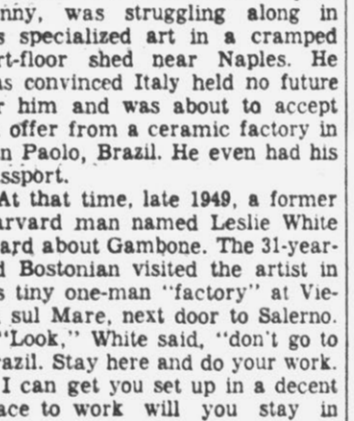 nny, was struggling along in
s specialized art in a cramped
rt-floor shed near Naples. He
as convinced Italy held no future
r him and was about to accept
offer from a ceramic factory in
n Paolo, Brazil. He even had his
ssport.
At that time, late 1949, a former
arvard man named Leslie White
ard about Gambone. The 31-year-
d Bostonian visited the artist in
s tiny one-man "factory" at Vie-
sul Mare, next door to Salerno.
"Look," White said, "don't go to
razil. Stay here and do your work.
I can get you set up in a decent
ace to work will you stay in